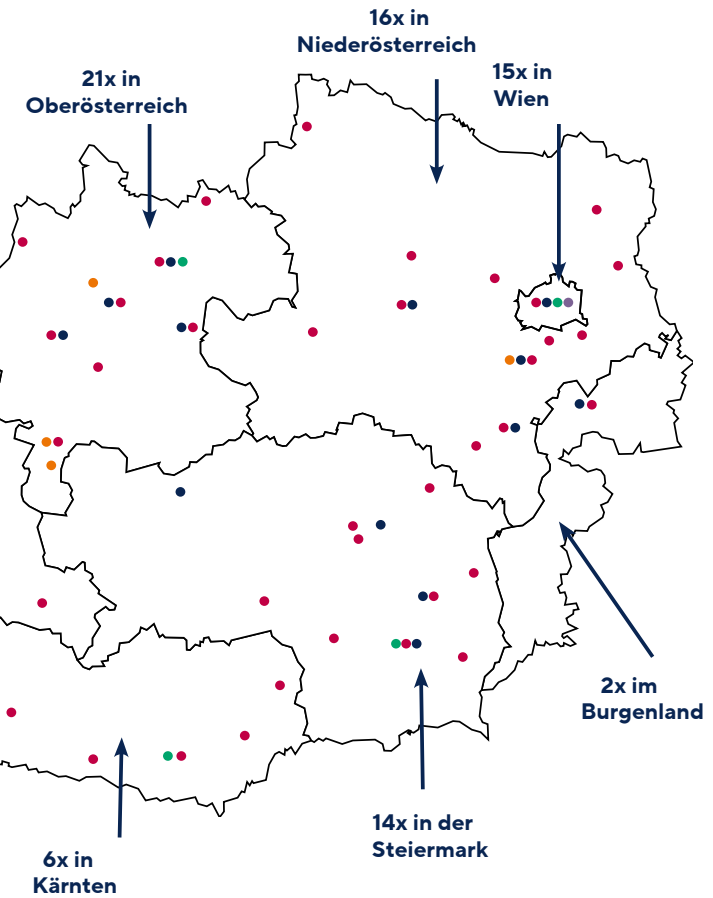 16x in
Niederösterreich
15x in
Wien
21x in
Oberösterreich
2x im
Burgenland
14x in der
Steiermark
6x in
Kärnten